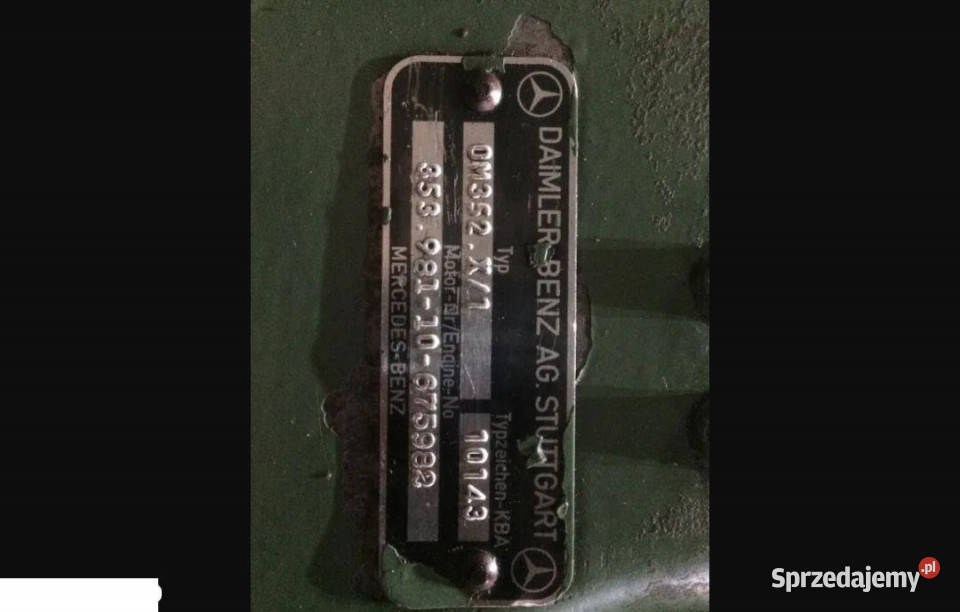 DAIMLER-BENZ AG. STUTTGART
Typ Typzeichen-KBA
OM352.X/1 10143
Motor-Nr/Engine-No
353.981-10-675982
MERCEDES-BENZ
Sprzedajemy.pl